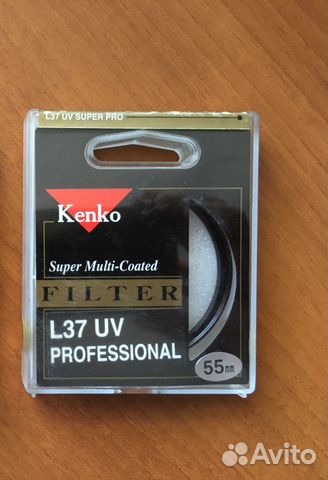 L37 UV SUPER PRO
Kenko
Super Multi-Coated
FILTER
L37 UV
PROFESSIONAL
55mm
Avito